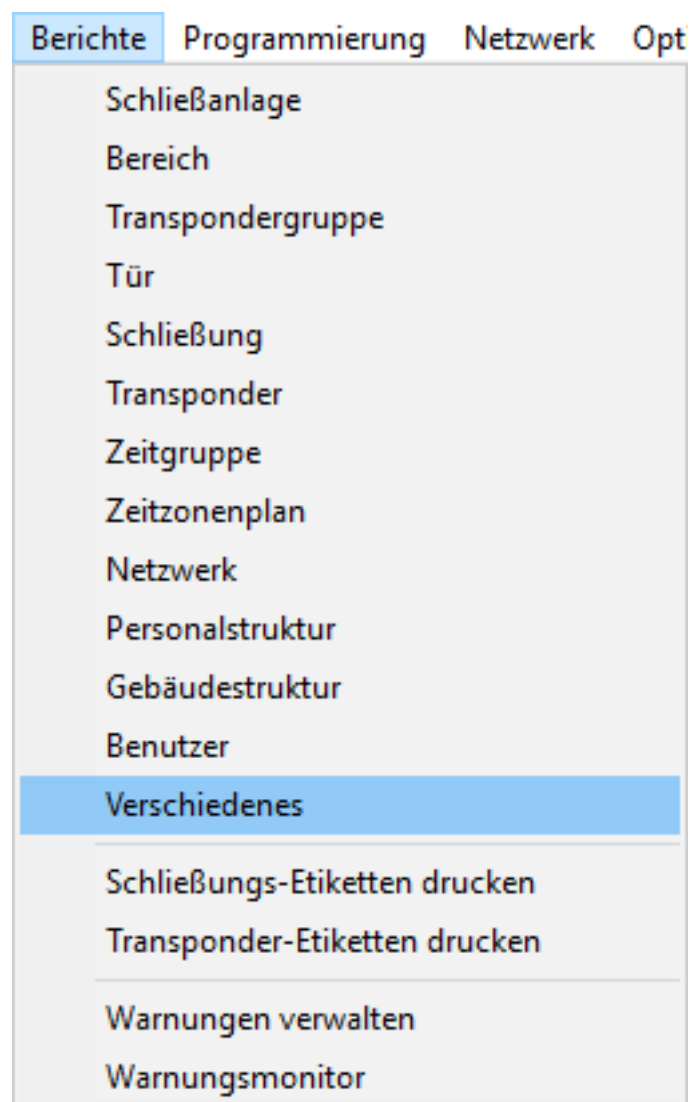 Berichte Programmierung Netzwerk Opti
Schließanlage
Bereich
Transpondergruppe
Tür
Schließung
Transponder
Zeitgruppe
Zeitzonenplan
Netzwerk
Personalstruktur
Gebäudestruktur
Benutzer
Verschiedenes
Schließungs-Etiketten drucken
Transponder-Etiketten drucken
Warnungen verwalten
Warnungsmonitor